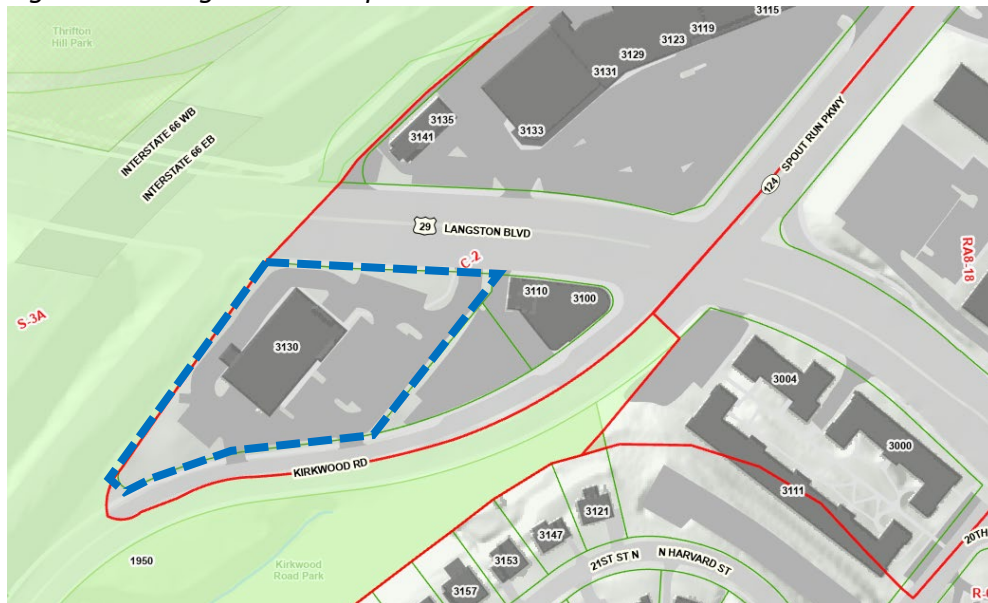 Thrifton
Hill Park
3115
3119
3123
3129
3131
3133
3135
3141
INTERSTATE 66 WB
INTERSTATE 66 EB
124 SPOUT RUN PKWY
29 LANGSTON BLVD
C-2
RA8-18
S-3A
3110
3100
3130
3004
3000
KIRKWOOD RD
3111
3121
3147
3153
3157
21ST ST N
N HARVARD ST
20TH
1950
Kirkwood
Road Park